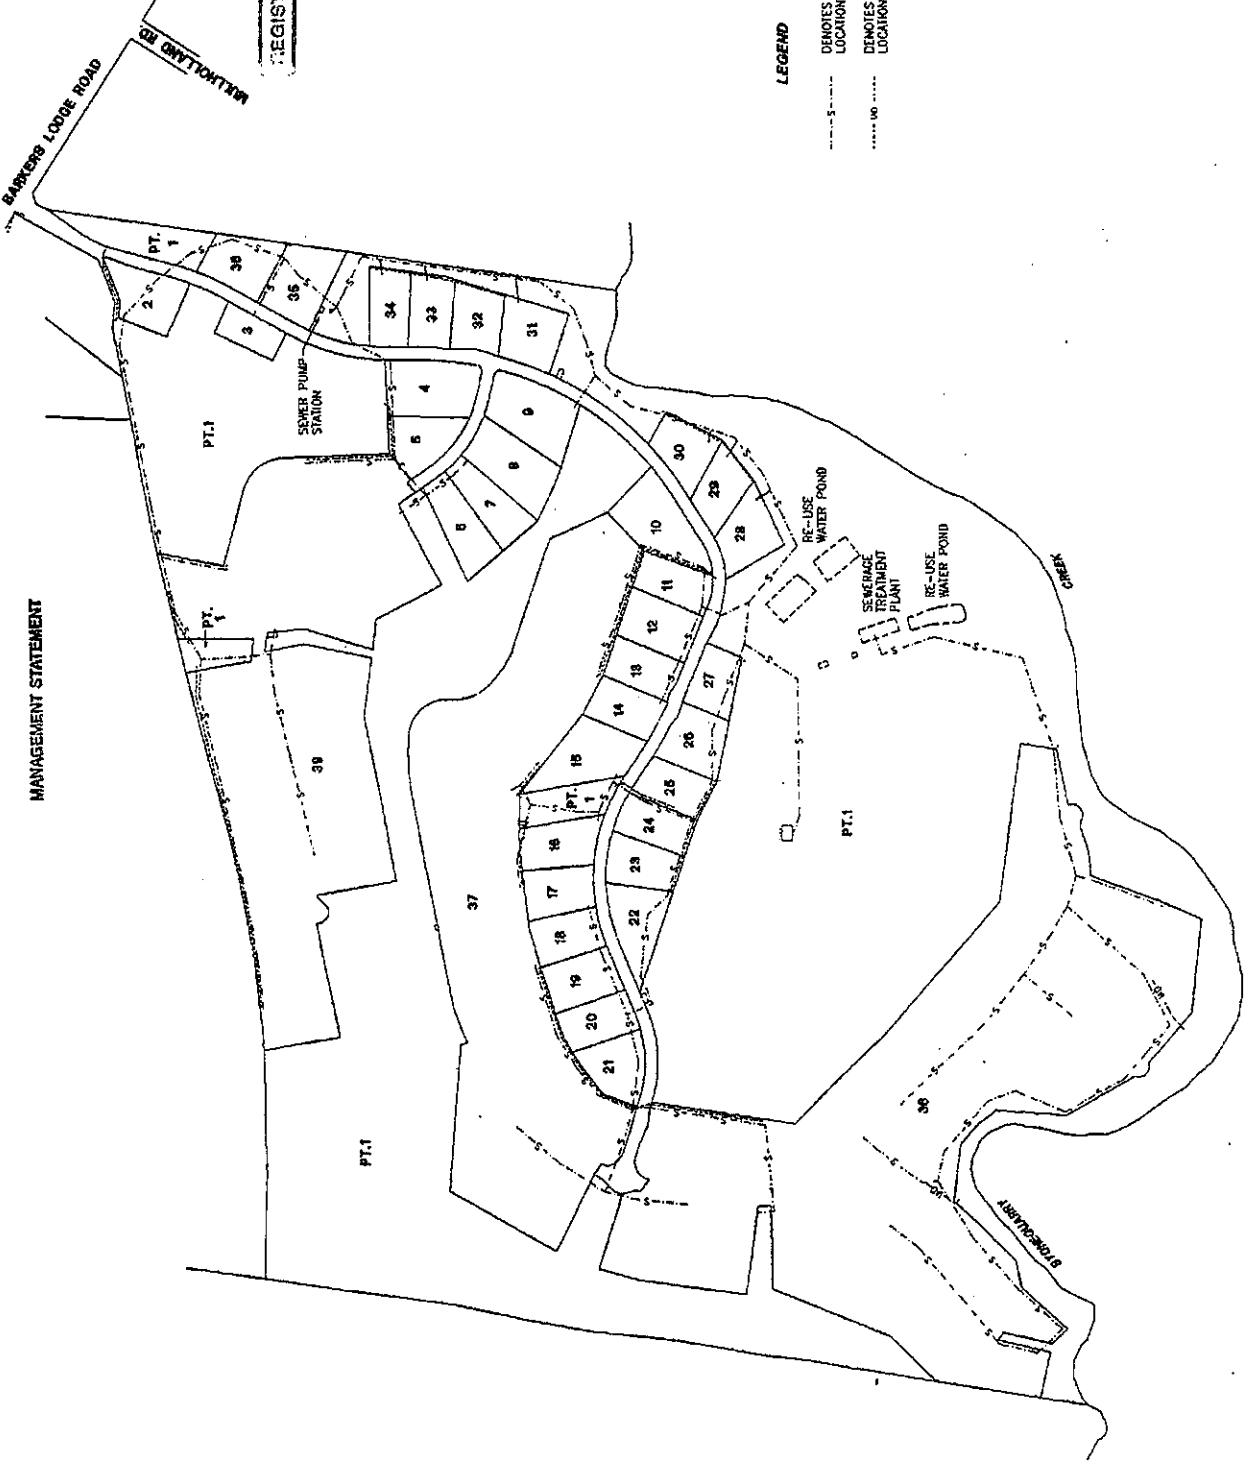 MANAGEMENT STATEMENT
BARKERS LODGE ROAD
MULLHOLLAND RD.
REGIST
LEGEND
---S--- DENOTES
LOCATION
DENOTES
LOCATION
PT.
1
2
36
3
35
SEWER PUMP
STATION
34
33
32
31
PT.1
4
5
9
8
7
6
30
29
28
10
RE-USE
WATER POND
SEWERAGE
TREATMENT
PLANT
RE-USE
WATER POND
CREEK
PT.
1
11
12
13
14
15
27
26
25
39
PT.
1
24
23
22
PT.1
16
17
18
19
20
21
37
PT.1
38
STONEQUARRY